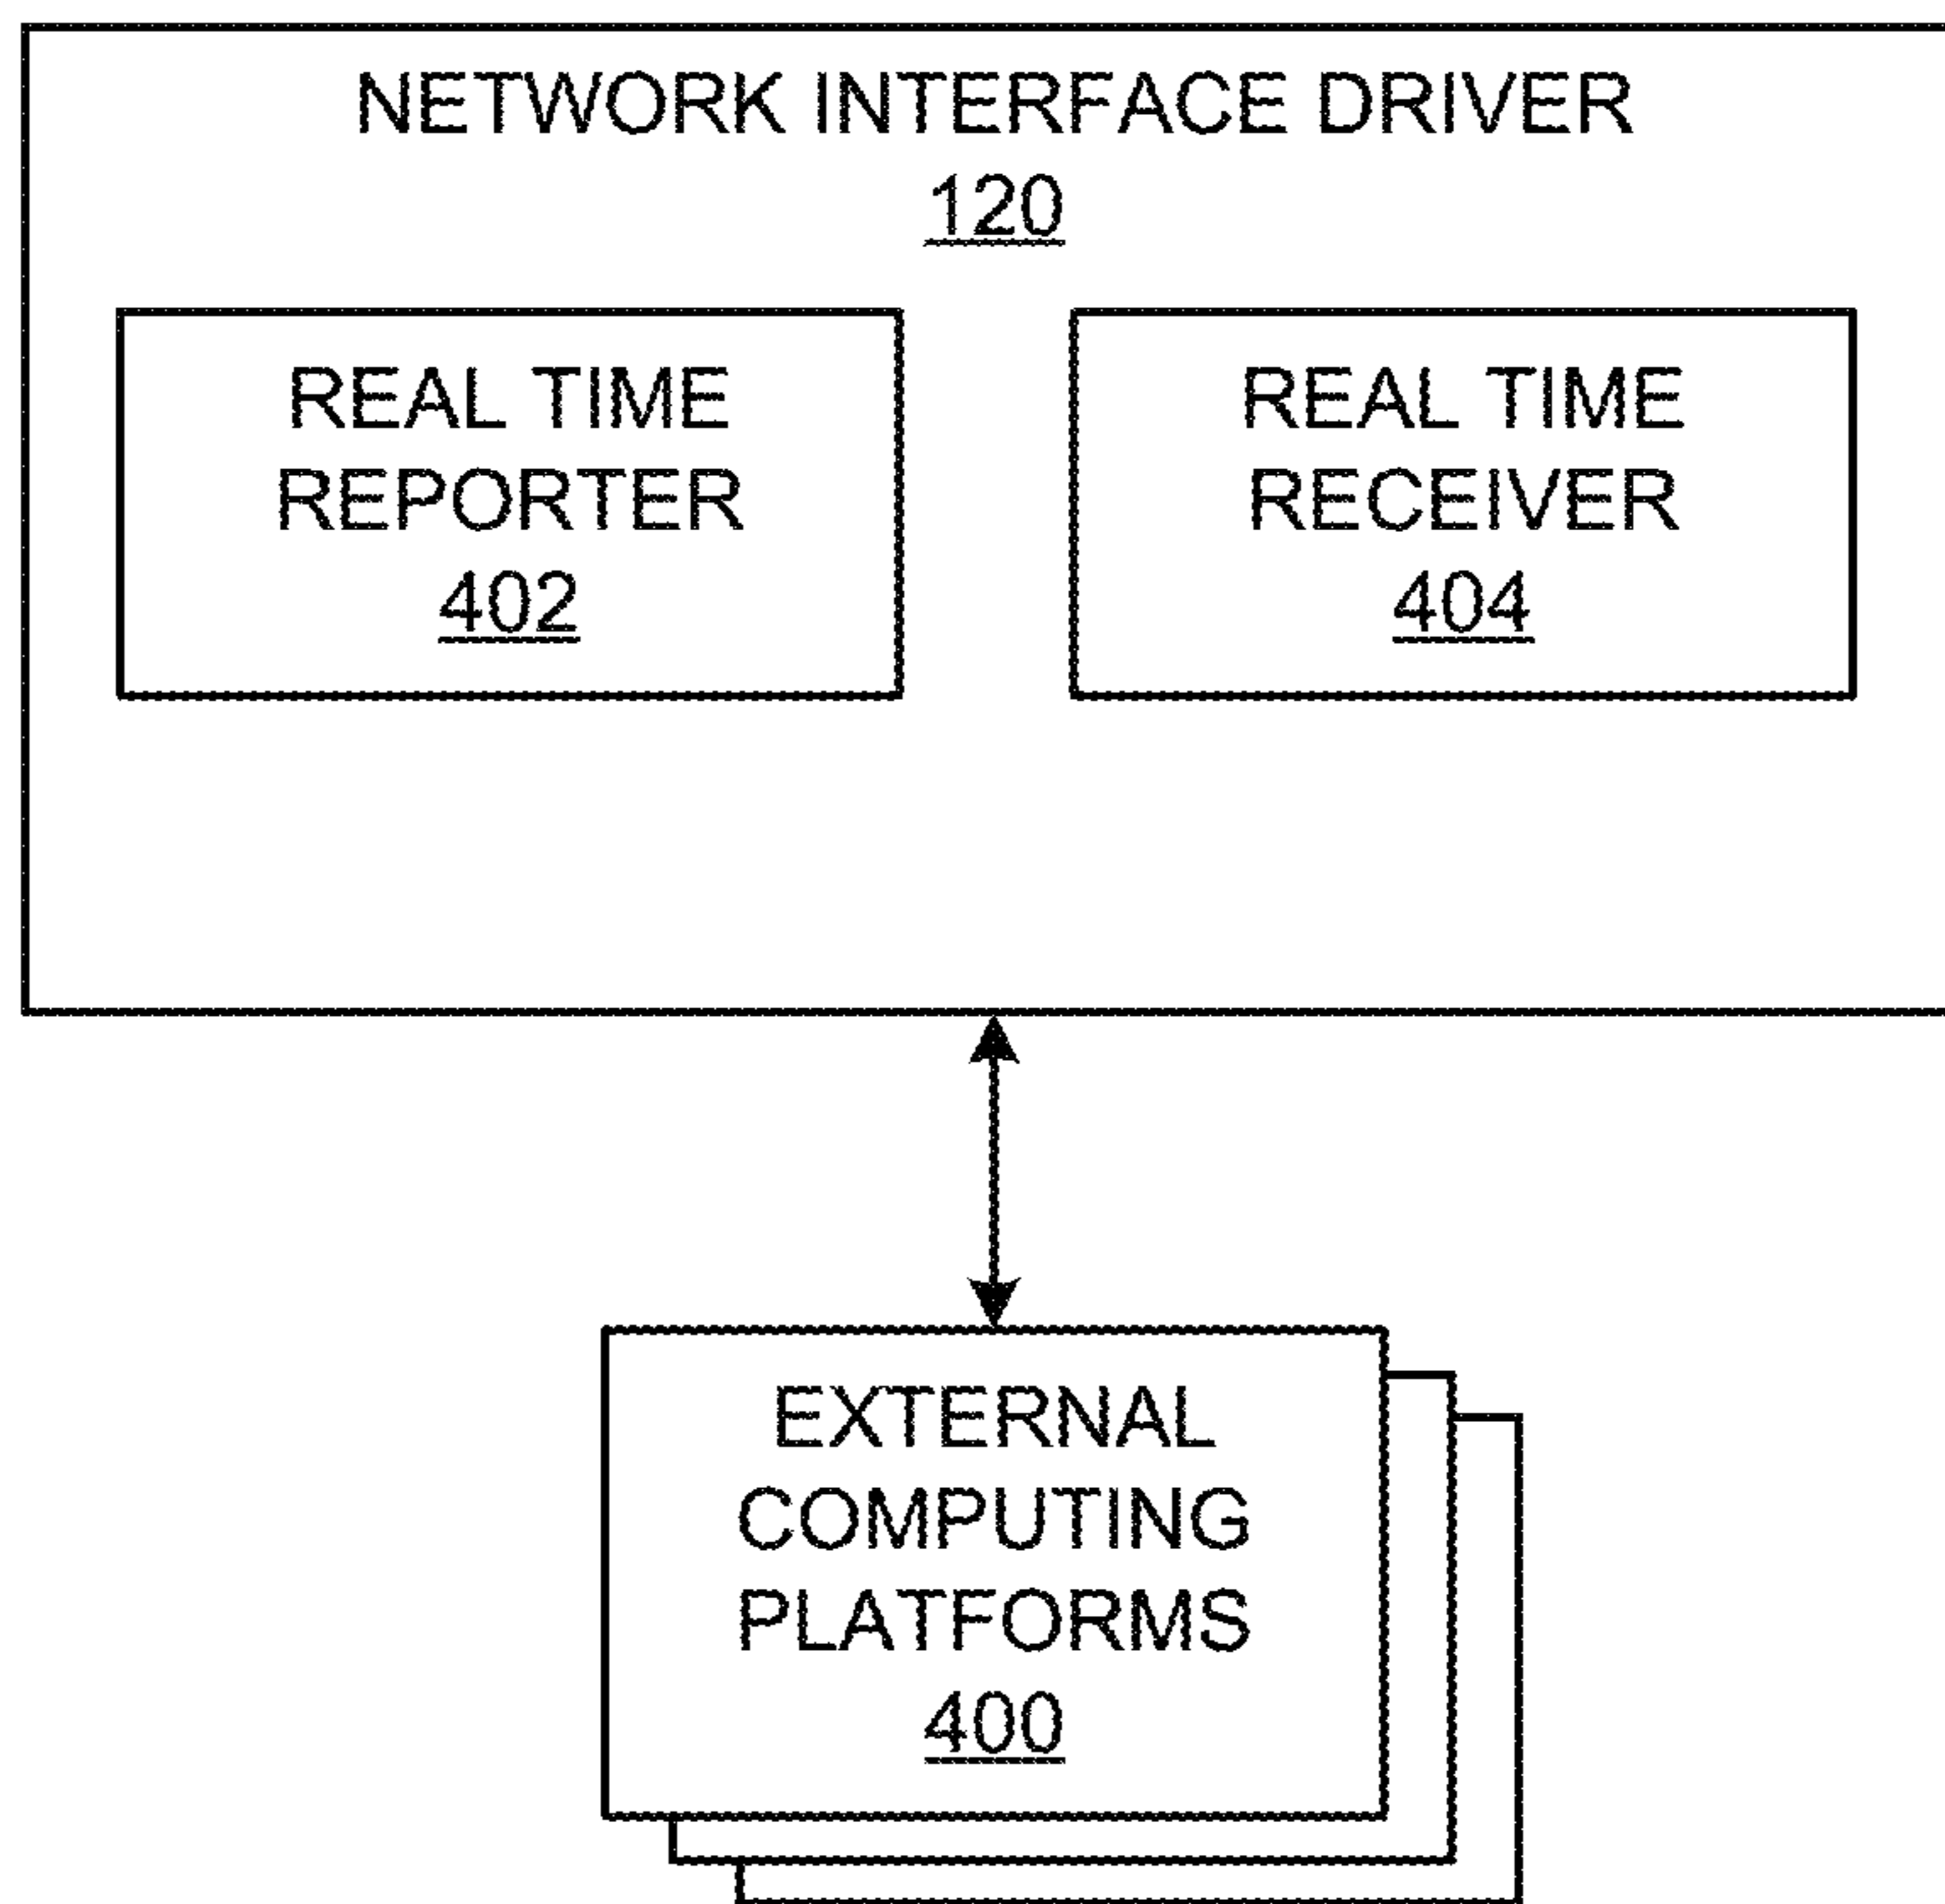 NETWORK INTERFACE DRIVER
120
REAL TIME
REPORTER
402
REAL TIME
RECEIVER
404
EXTERNAL
COMPUTING
PLATFORMS
400